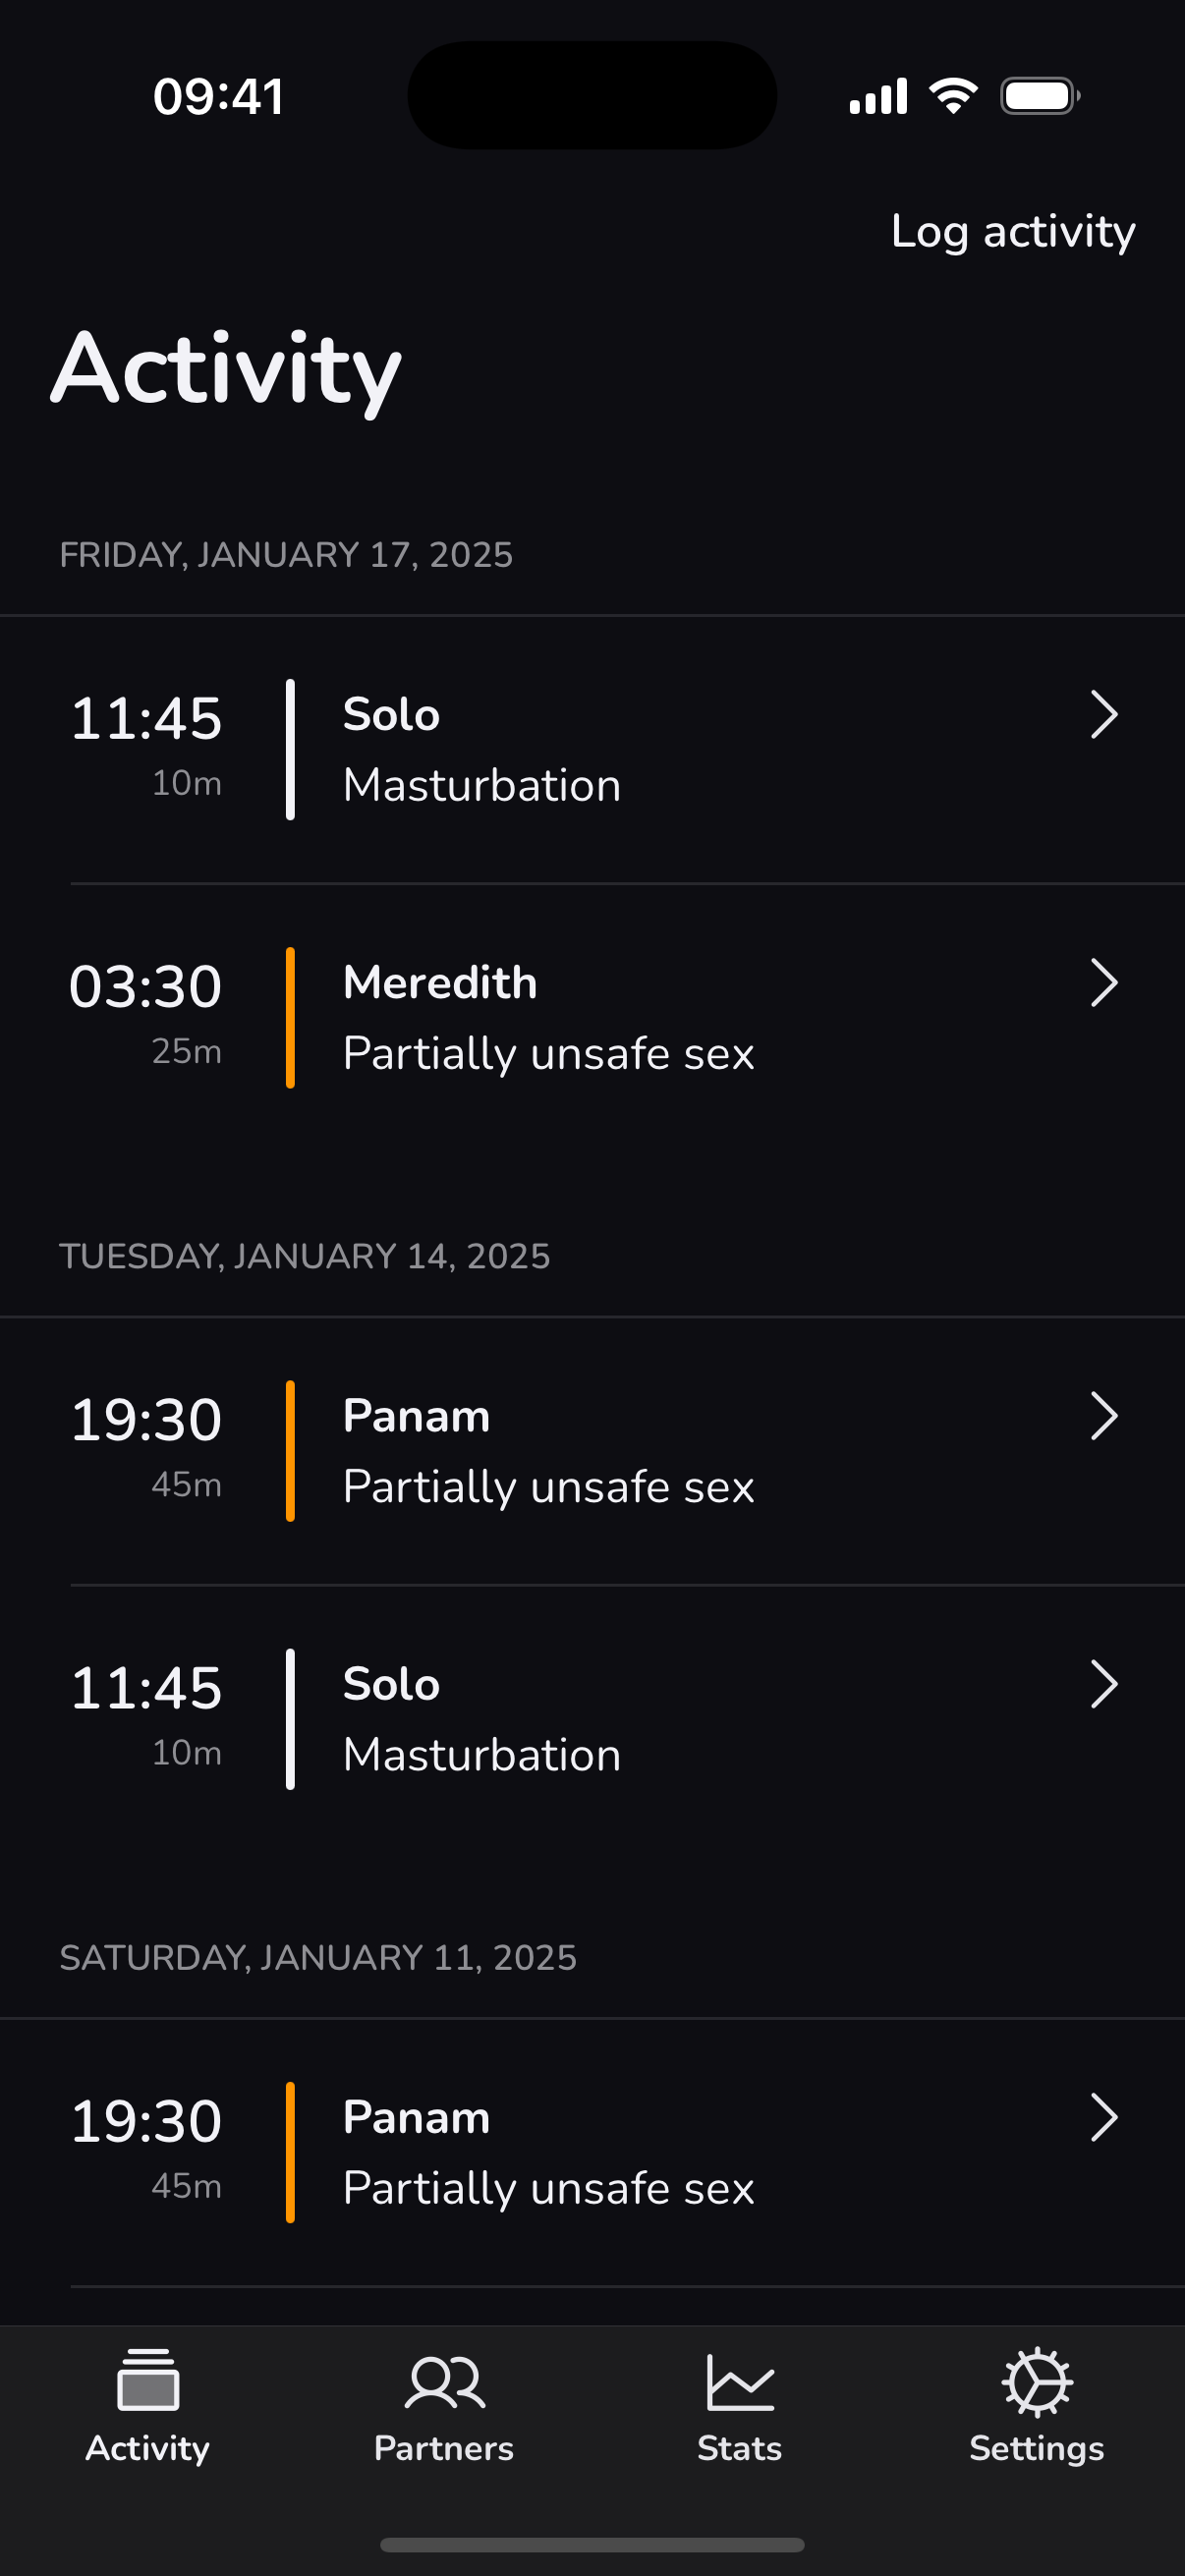 09:41
Log activity
Activity
FRIDAY, JANUARY 17, 2025
11:45
Solo
10m
Masturbation
03:30
Meredith
25m
Partially unsafe sex
TUESDAY, JANUARY 14, 2025
19:30
Panam
45m
Partially unsafe sex
11:45
Solo
10m
Masturbation
SATURDAY, JANUARY 11, 2025
19:30
Panam
45m
Partially unsafe sex
Activity
Partners
Stats
Settings